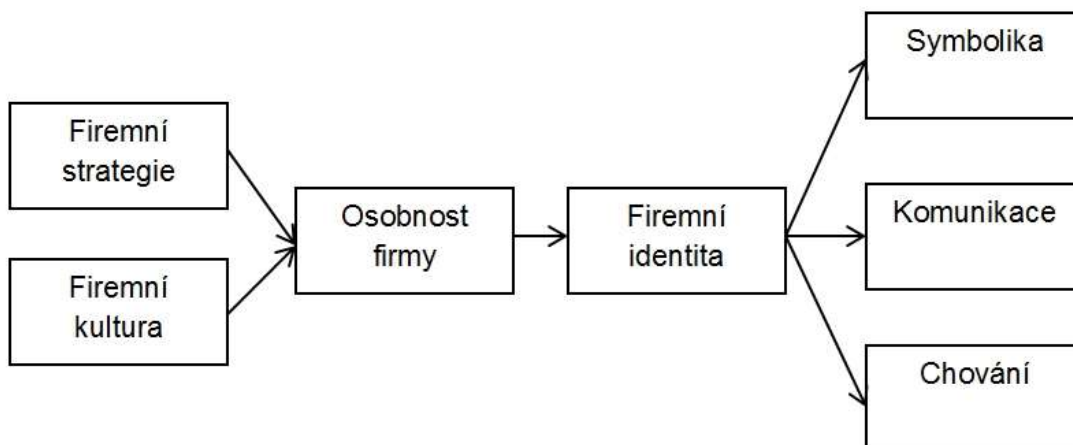 Firemní
strategie
Firemní
kultura
Osobnost
firmy
Firemní
identita
Symbolika
Komunikace
Chování